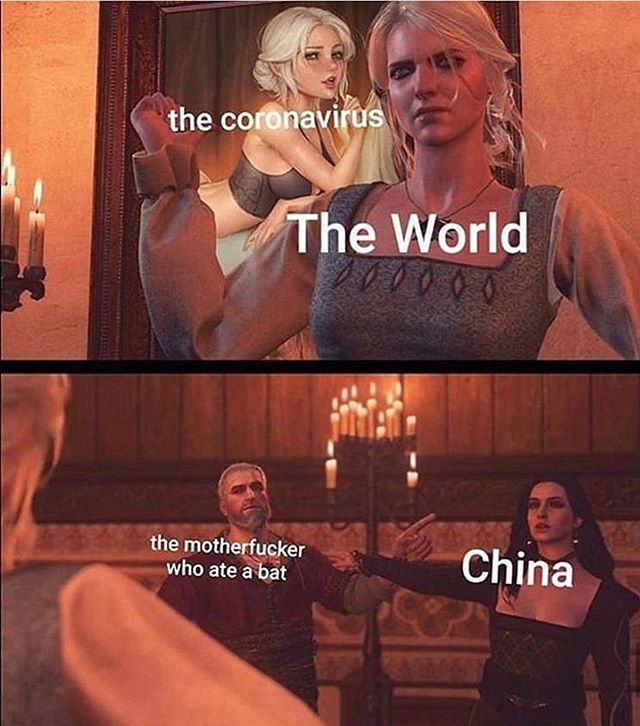 the coronavirus
The World
the motherfucker
who ate a bat
China